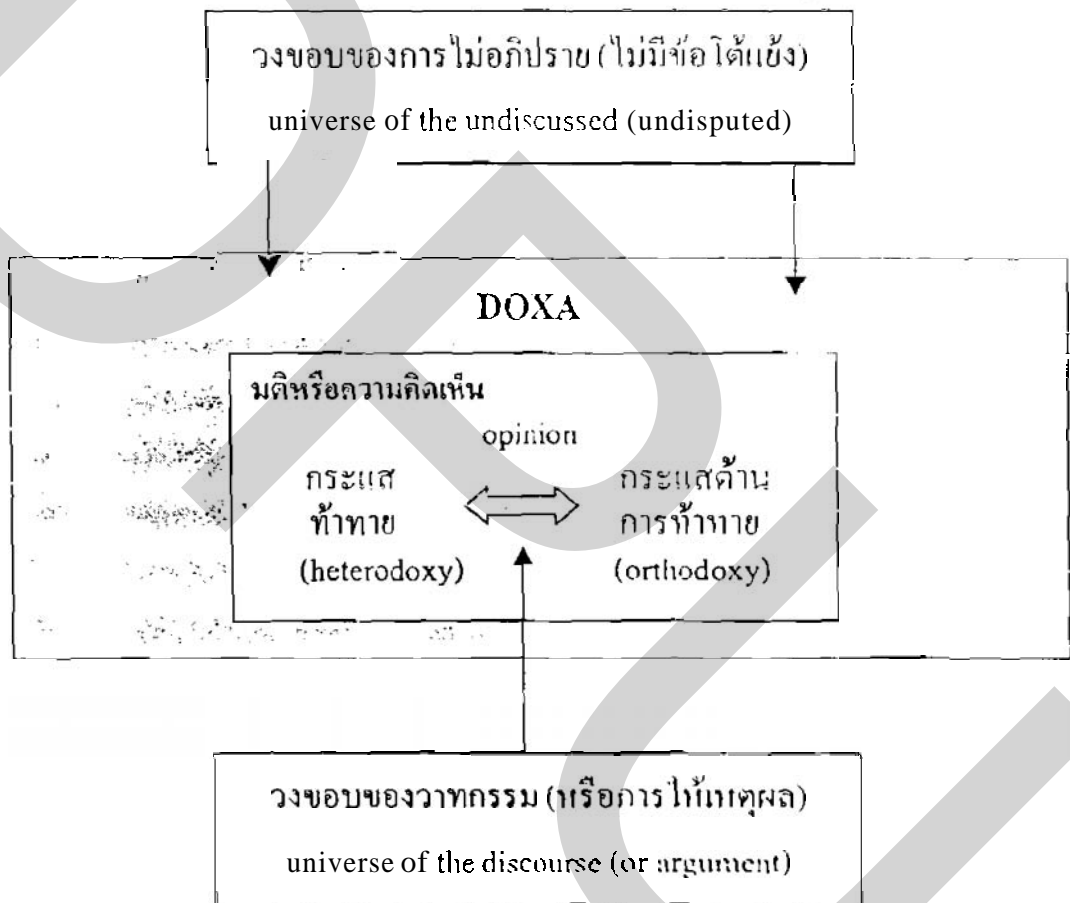 วงขอบของการไม่อภิปราย (ไม่มีข้อโต้แย้ง)
universe of the undiscussed (undisputed)
DOXA
มติหรือความคิดเห็น
opinion
กระแส
ท้าทาย
(heterodoxy)
กระแสต้าน
การท้าทาย
(orthodoxy)
วงขอบของวาทกรรม (หรือการให้เหตุผล)
universe of the discourse (or argument)